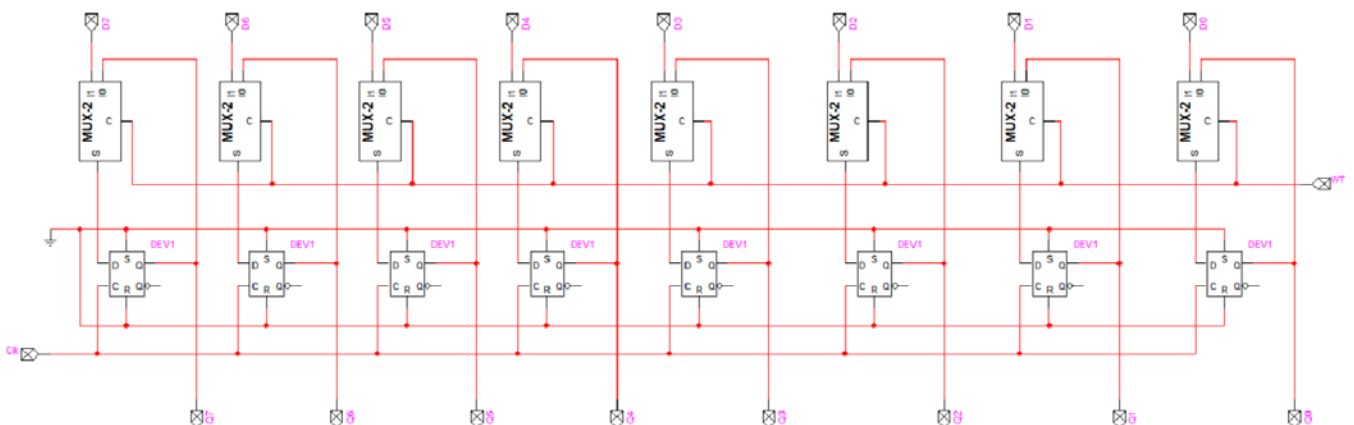 D7 D6 D5 D4 D3 D2 D1 D0
I1 I0 I1 I0 I1 I0 I1 I0 I1 I0 I1 I0 I1 I0 I1 I0
MUX-2 C MUX-2 C MUX-2 C MUX-2 C MUX-2 C MUX-2 C MUX-2 C MUX-2 C
S S S S S S S S
WT
DEV1 DEV1 DEV1 DEV1 DEV1 DEV1 DEV1 DEV1
S S S S S S S S
D Q D Q D Q D Q D Q D Q D Q D Q
C R Q C R Q C R Q C R Q C R Q C R Q C R Q C R Q
Clk
Q7 Q6 Q5 Q4 Q3 Q2 Q1 Q0